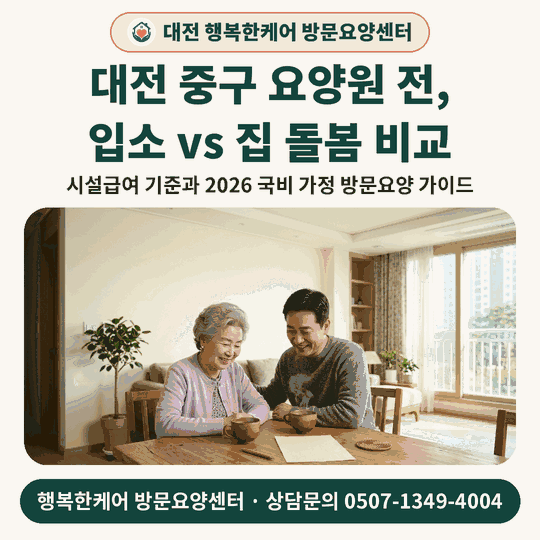 대전 행복한케어 방문요양센터
대전 중구 요양원 전,
입소 vs 집 돌봄 비교
시설급여 기준과 2026 국비 가정 방문요양 가이드
행복한케어 방문요양센터 · 상담문의 0507-1349-4004